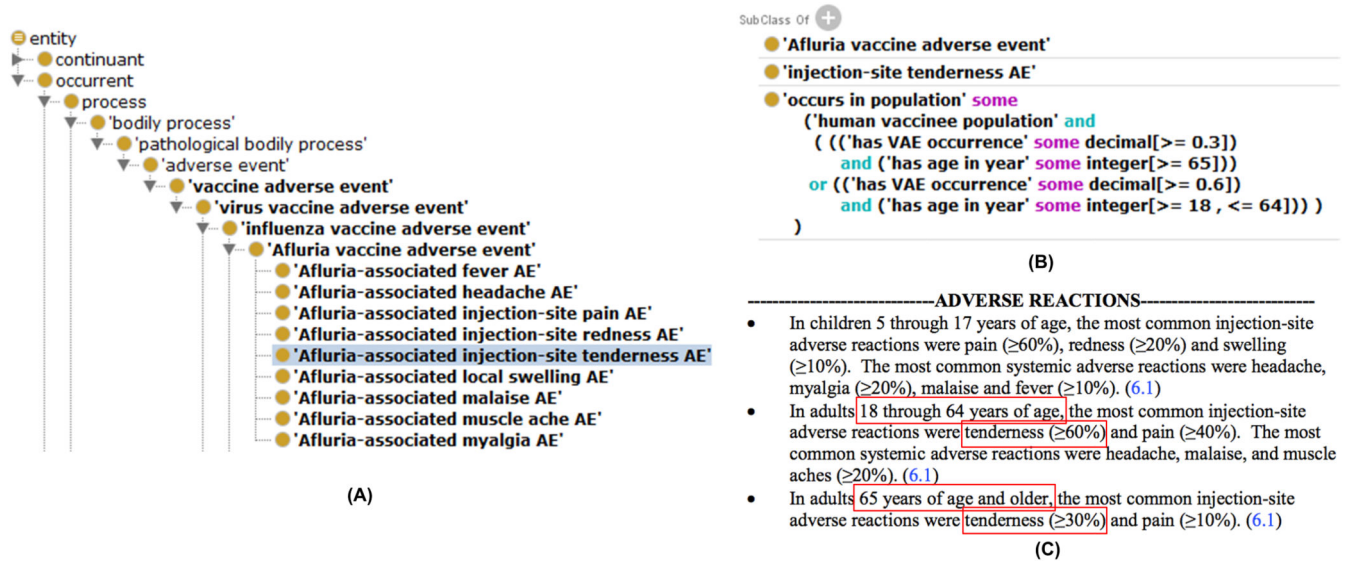 entity
continuant
occurrent
process
'bodily process'
'pathological bodily process'
'adverse event'
'vaccine adverse event'
'virus vaccine adverse event'
'influenza vaccine adverse event'
'Afluria vaccine adverse event'
'Afluria-associated fever AE'
'Afluria-associated headache AE'
'Afluria-associated injection-site pain AE'
'Afluria-associated injection-site redness AE'
'Afluria-associated injection-site tenderness AE'
'Afluria-associated local swelling AE'
'Afluria-associated malaise AE'
'Afluria-associated muscle ache AE'
'Afluria-associated myalgia AE'
(A)
SubClass Of
'Afluria vaccine adverse event'
'injection-site tenderness AE'
'occurs in population' some
('human vaccinee population' and
( (('has VAE occurrence' some decimal[>= 0.3])
and ('has age in year' some integer[>= 65]))
or (('has VAE occurrence' some decimal[>= 0.6])
and ('has age in year' some integer[>= 18 , <= 64])) )
)
(B)
-----------------------------ADVERSE REACTIONS---------------------------
• In children 5 through 17 years of age, the most common injection-site
adverse reactions were pain (≥60%), redness (≥20%) and swelling
(≥10%). The most common systemic adverse reactions were headache,
myalgia (≥20%), malaise and fever (≥10%). (6.1)
• In adults 18 through 64 years of age, the most common injection-site
adverse reactions were tenderness (≥60%) and pain (≥40%). The most
common systemic adverse reactions were headache, malaise, and muscle
aches (≥20%). (6.1)
• In adults 65 years of age and older, the most common injection-site
adverse reactions were tenderness (≥30%) and pain (≥10%). (6.1)
(C)